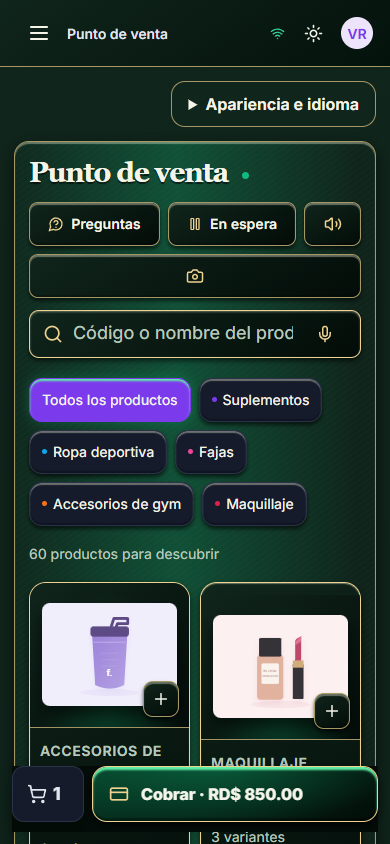 Punto de venta
VR
Apariencia e idioma
Punto de venta
Preguntas
En espera
Código o nombre del prod
Todos los productos
Suplementos
Ropa deportiva
Fajas
Accesorios de gym
Maquillaje
60 productos para descubrir
f.
ACCESORIOS DE
MAQUILLAJE
1
Cobrar · RD$ 850.00
3 variantes